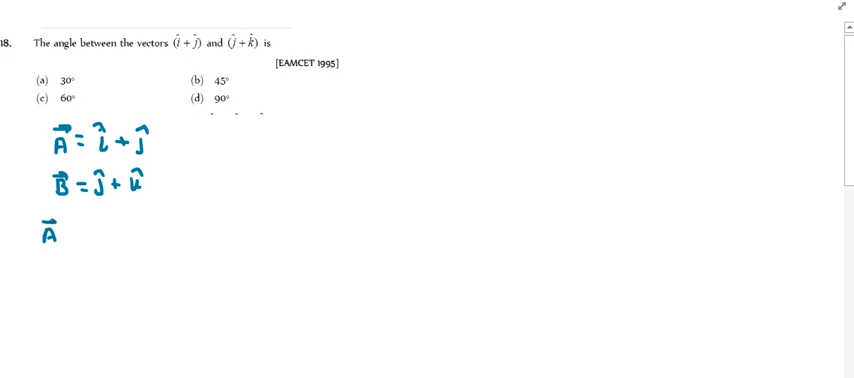 18. The angle between the vectors (î + ĵ) and (ĵ + k̂) is
[EAMCET 1995]
(a) 30° (b) 45°
(c) 60° (d) 90°
A⃗ = î + ĵ
B⃗ = ĵ + k̂
A⃗